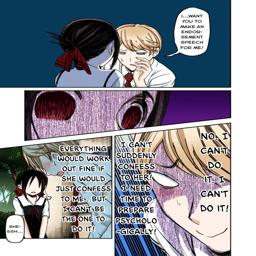 I...WANT
YOU TO
MAKE AN
ENDOR-
SEMENT
SPEECH
FOR ME!
NO, I
CAN'T
DO
IT! I
CAN'T
DO IT!
I CAN'T
SUDDENLY
CONFESS
TO HER!
I NEED
TIME TO
PREPARE
PSYCHOLO-
GICALLY!
EVERYTHING
WOULD WORK
OUT FINE IF
SHE WOULD
JUST CONFESS
TO ME, BUT
I CAN'T BE
THE ONE TO
DO IT!
SHE-
ESH...